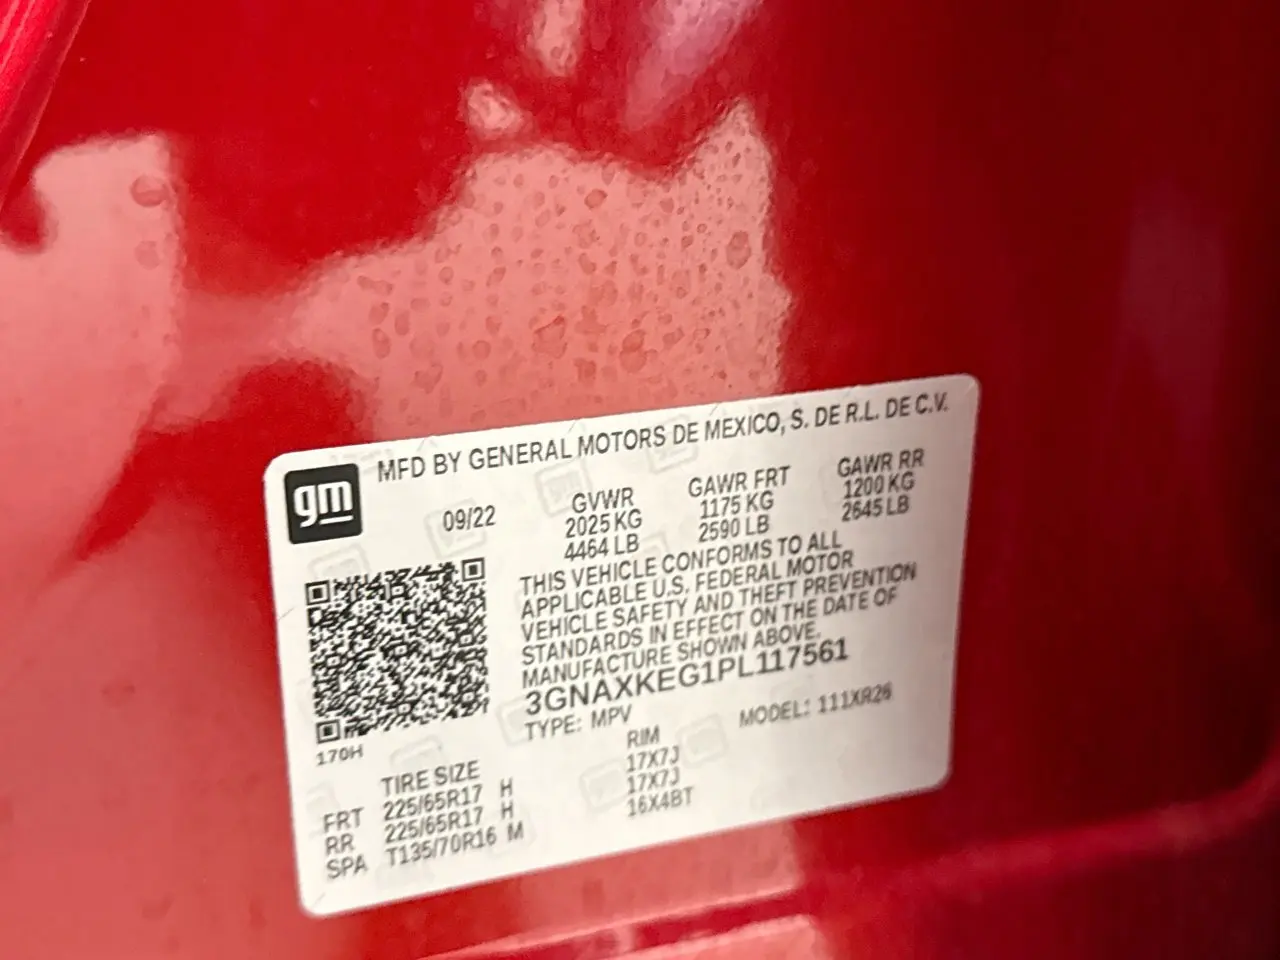 MFD BY GENERAL MOTORS DE MEXICO, S. DE R.L. DE C.V.
gm
09/22
GVWR
2025 KG
4464 LB
GAWR FRT
1175 KG
2590 LB
GAWR RR
1200 KG
2645 LB
THIS VEHICLE CONFORMS TO ALL
APPLICABLE U.S. FEDERAL MOTOR
VEHICLE SAFETY AND THEFT PREVENTION
STANDARDS IN EFFECT ON THE DATE OF
MANUFACTURE SHOWN ABOVE.
3GNAXKEG1PL117561
TYPE: MPV MODEL: 111XR26
170H
TIRE SIZE RIM
FRT 225/65R17 H 17X7J
RR 225/65R17 H 17X7J
SPA T135/70R16 M 16X4BT